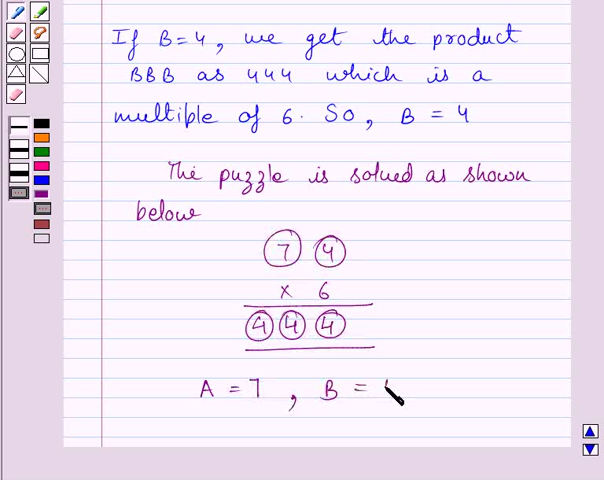 If B=4, we get the product
BBB as 444 which is a
multiple of 6. So, B = 4
The puzzle is solved as shown
below
7 4
× 6
4 4 4
A = 7 , B =